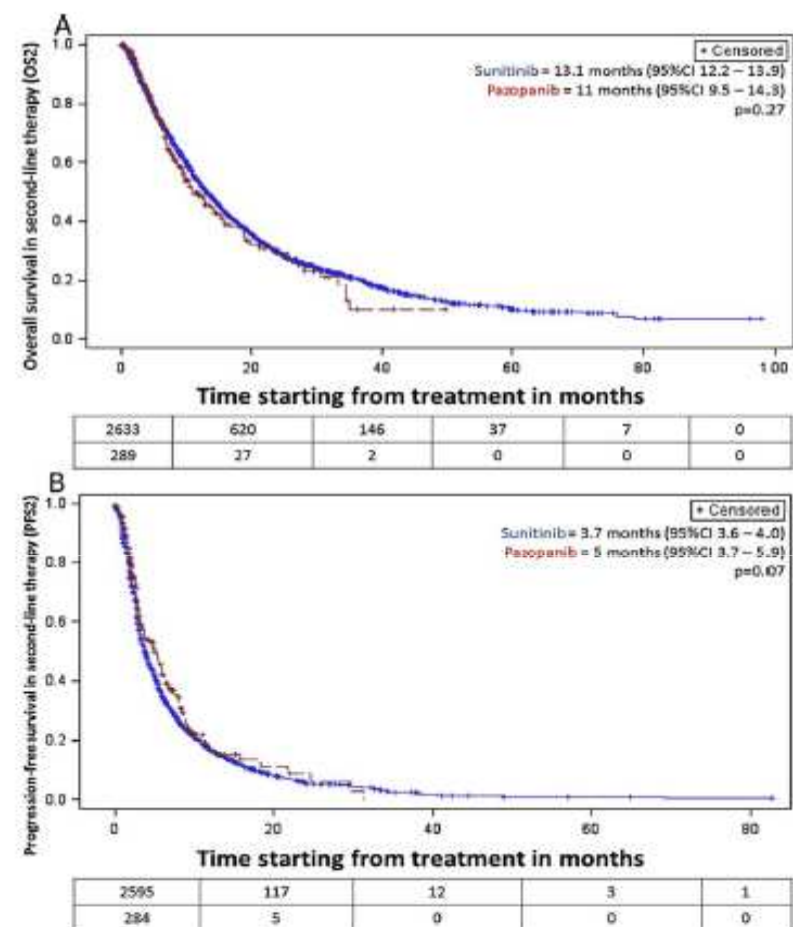 A
Overall survival in second-line therapy (OS2)
1.0
0.8
0.6
0.4
0.2
0.0
+ Censored
Sunitinib = 13.1 months (95%CI 12.2 – 13.9)
Pazopanib = 11 months (95%CI 9.5 – 14.3)
p=0.27
0 20 40 60 80 100
Time starting from treatment in months
2633 620 146 37 7 0
289 27 2 0 0 0
B
Progression-free survival in second-line therapy (PFS2)
1.0
0.8
0.6
0.4
0.2
0.0
+ Censored
Sunitinib= 3.7 months (95%CI 3.6 – 4.0)
Pazopanib = 5 months (95%CI 3.7 – 5.9)
p=0.07
0 20 40 60 80
Time starting from treatment in months
2595 117 12 3 1
284 5 0 0 0